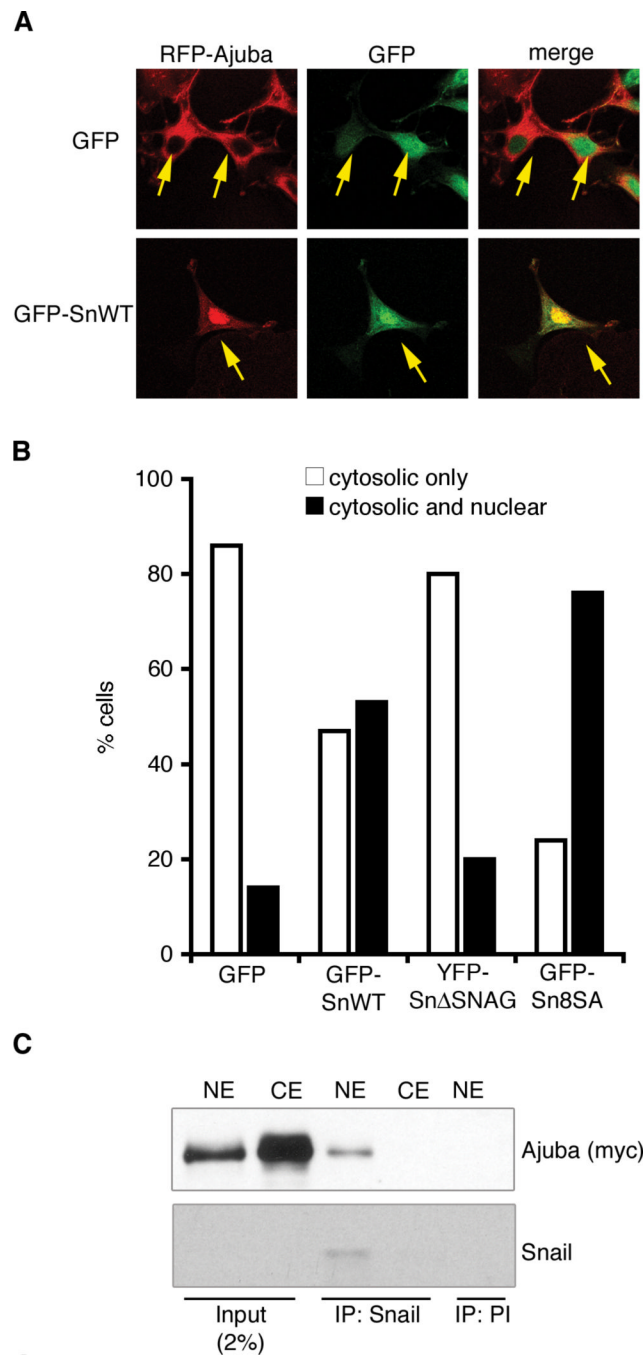 A
RFP-Ajuba GFP merge
GFP
GFP-SnWT
B
100
80
60
40
20
0
% cells
cytosolic only
cytosolic and nuclear
GFP
GFP-
SnWT
YFP-
SnΔSNAG
GFP-
Sn8SA
C
NE CE NE CE NE
Ajuba (myc)
Snail
Input
(2%)
IP: Snail
IP: PI